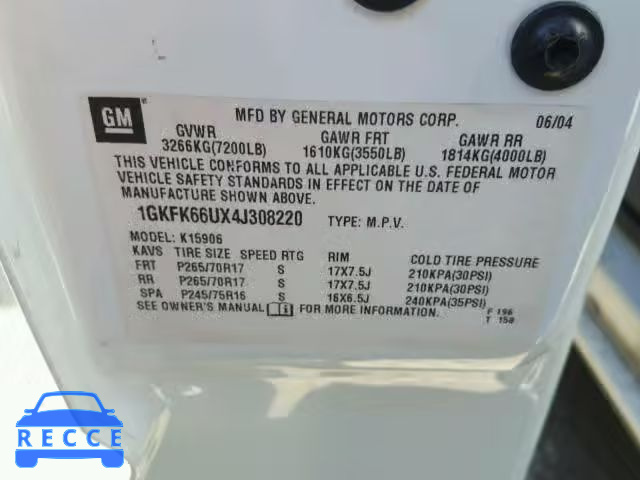 GM
MFD BY GENERAL MOTORS CORP. 06/04
GVWR GAWR FRT GAWR RR
3266KG(7200LB) 1610KG(3550LB) 1814KG(4000LB)
THIS VEHICLE CONFORMS TO ALL APPLICABLE U.S. FEDERAL MOTOR
VEHICLE SAFETY STANDARDS IN EFFECT ON THE DATE OF
MANUFACTURE SHOWN ABOVE.
1GKFK66UX4J308220 TYPE: M.P.V.
MODEL: K15906
KAVS TIRE SIZE SPEED RTG RIM COLD TIRE PRESSURE
FRT P265/70R17 S 17X7.5J 210KPA(30PSI)
RR P265/70R17 S 17X7.5J 210KPA(30PSI)
SPA P245/75R16 S 16X6.5J 240KPA(35PSI)
SEE OWNER'S MANUAL FOR MORE INFORMATION. F 196
T 150
RECCE